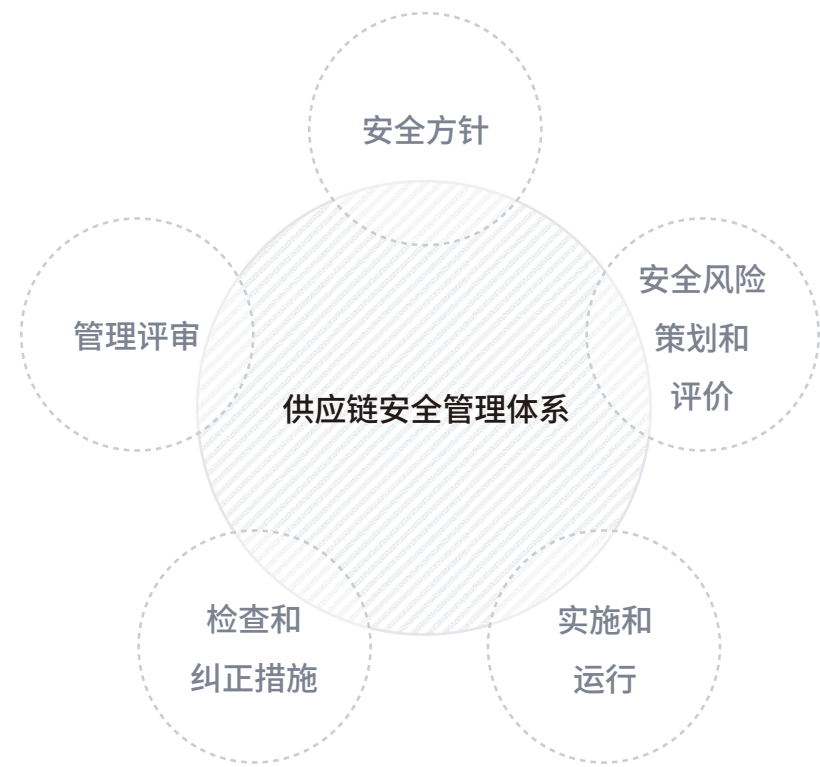 安全方针
安全风险
策划和
评价
管理评审
供应链安全管理体系
检查和
纠正措施
实施和
运行